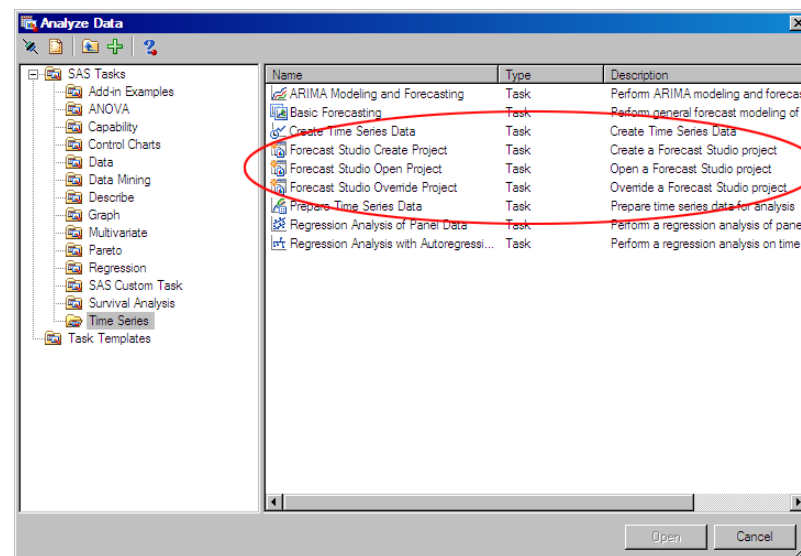 Analyze Data
SAS Tasks
Add-in Examples
ANOVA
Capability
Control Charts
Data
Data Mining
Describe
Graph
Multivariate
Pareto
Regression
SAS Custom Task
Survival Analysis
Time Series
Task Templates
Name Type Description
ARIMA Modeling and Forecasting Task Perform ARIMA modeling and forecas
Basic Forecasting Task Perform general forecast modeling of
Create Time Series Data Task Create Time Series Data
Forecast Studio Create Project Task Create a Forecast Studio project
Forecast Studio Open Project Task Open a Forecast Studio project
Forecast Studio Override Project Task Override a Forecast Studio project
Prepare Time Series Data Task Prepare time series data for analysis
Regression Analysis of Panel Data Task Perform a regression analysis of pane
Regression Analysis with Autoregressi... Task Perform a regression analysis on time
Open Cancel